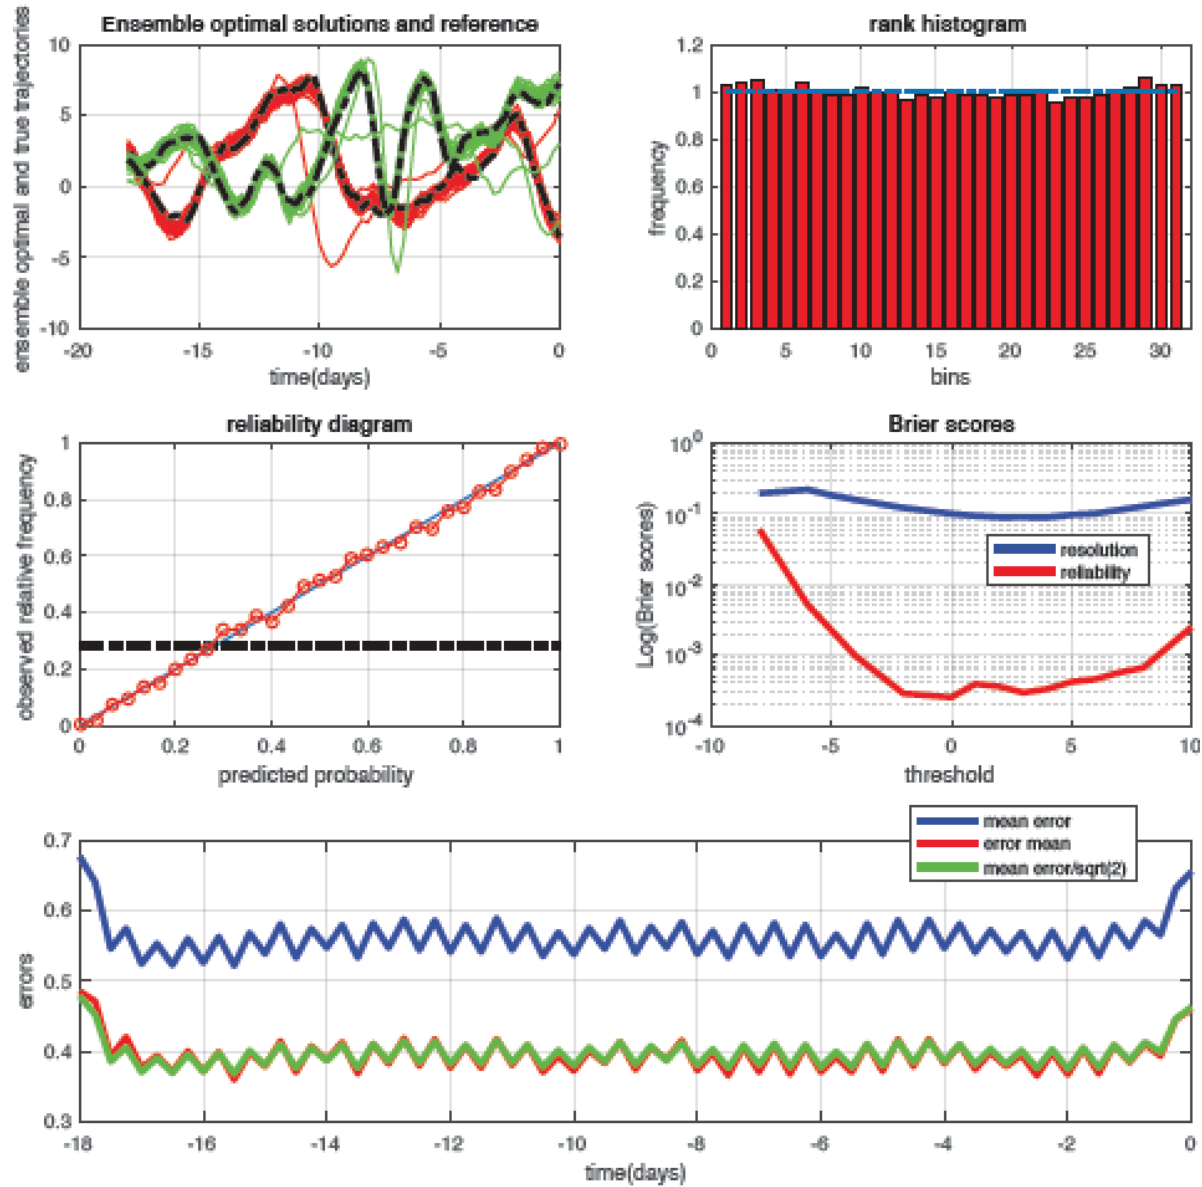 Ensemble optimal solutions and reference
ensemble optimal and true trajectories
10
5
0
-5
-10
-20 -15 -10 -5 0
time(days)
rank histogram
frequency
1.2
1
0.8
0.6
0.4
0.2
0
0 5 10 15 20 25 30
bins
reliability diagram
observed relative frequency
1
0.8
0.6
0.4
0.2
0
0 0.2 0.4 0.6 0.8 1
predicted probability
Brier scores
Log(Brier scores)
10^0
10^-1
10^-2
10^-3
10^-4
resolution
reliability
-10 -5 0 5 10
threshold
mean error
error mean
mean error/sqrt(2)
errors
0.7
0.6
0.5
0.4
0.3
-18 -16 -14 -12 -10 -8 -6 -4 -2 0
time(days)